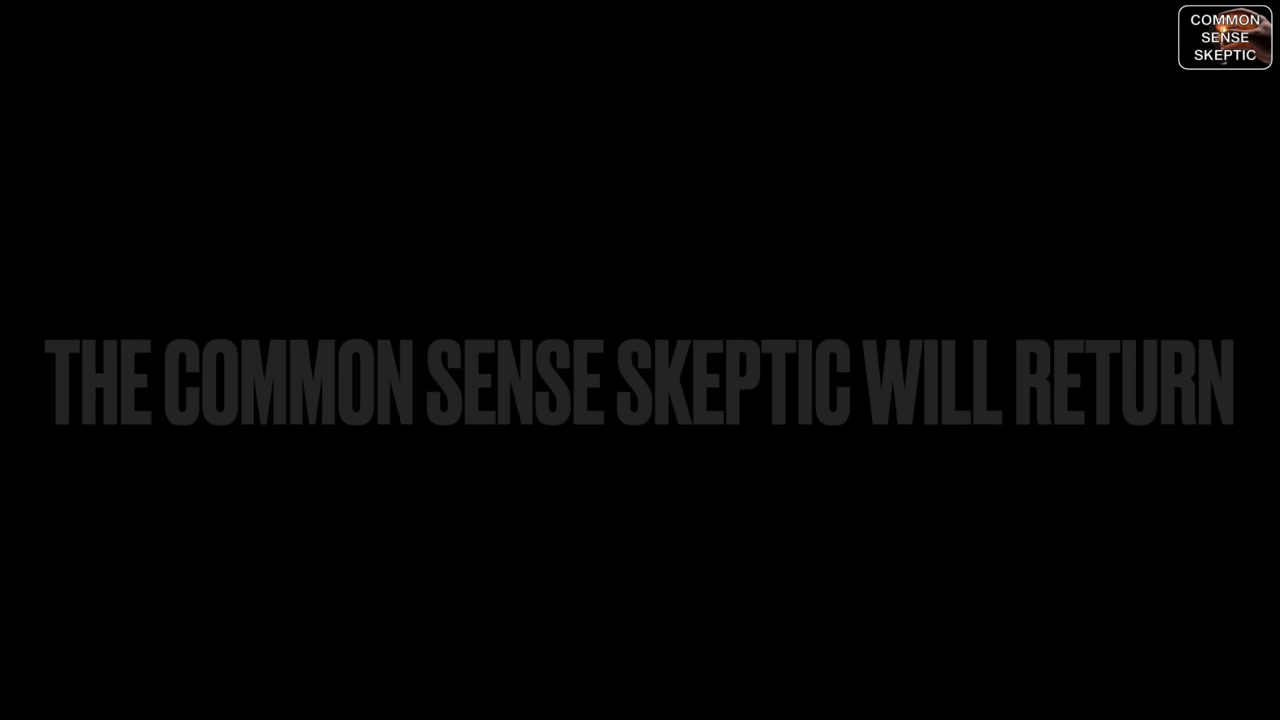 COMMON
SENSE
SKEPTIC
THE COMMON SENSE SKEPTIC WILL RETURN